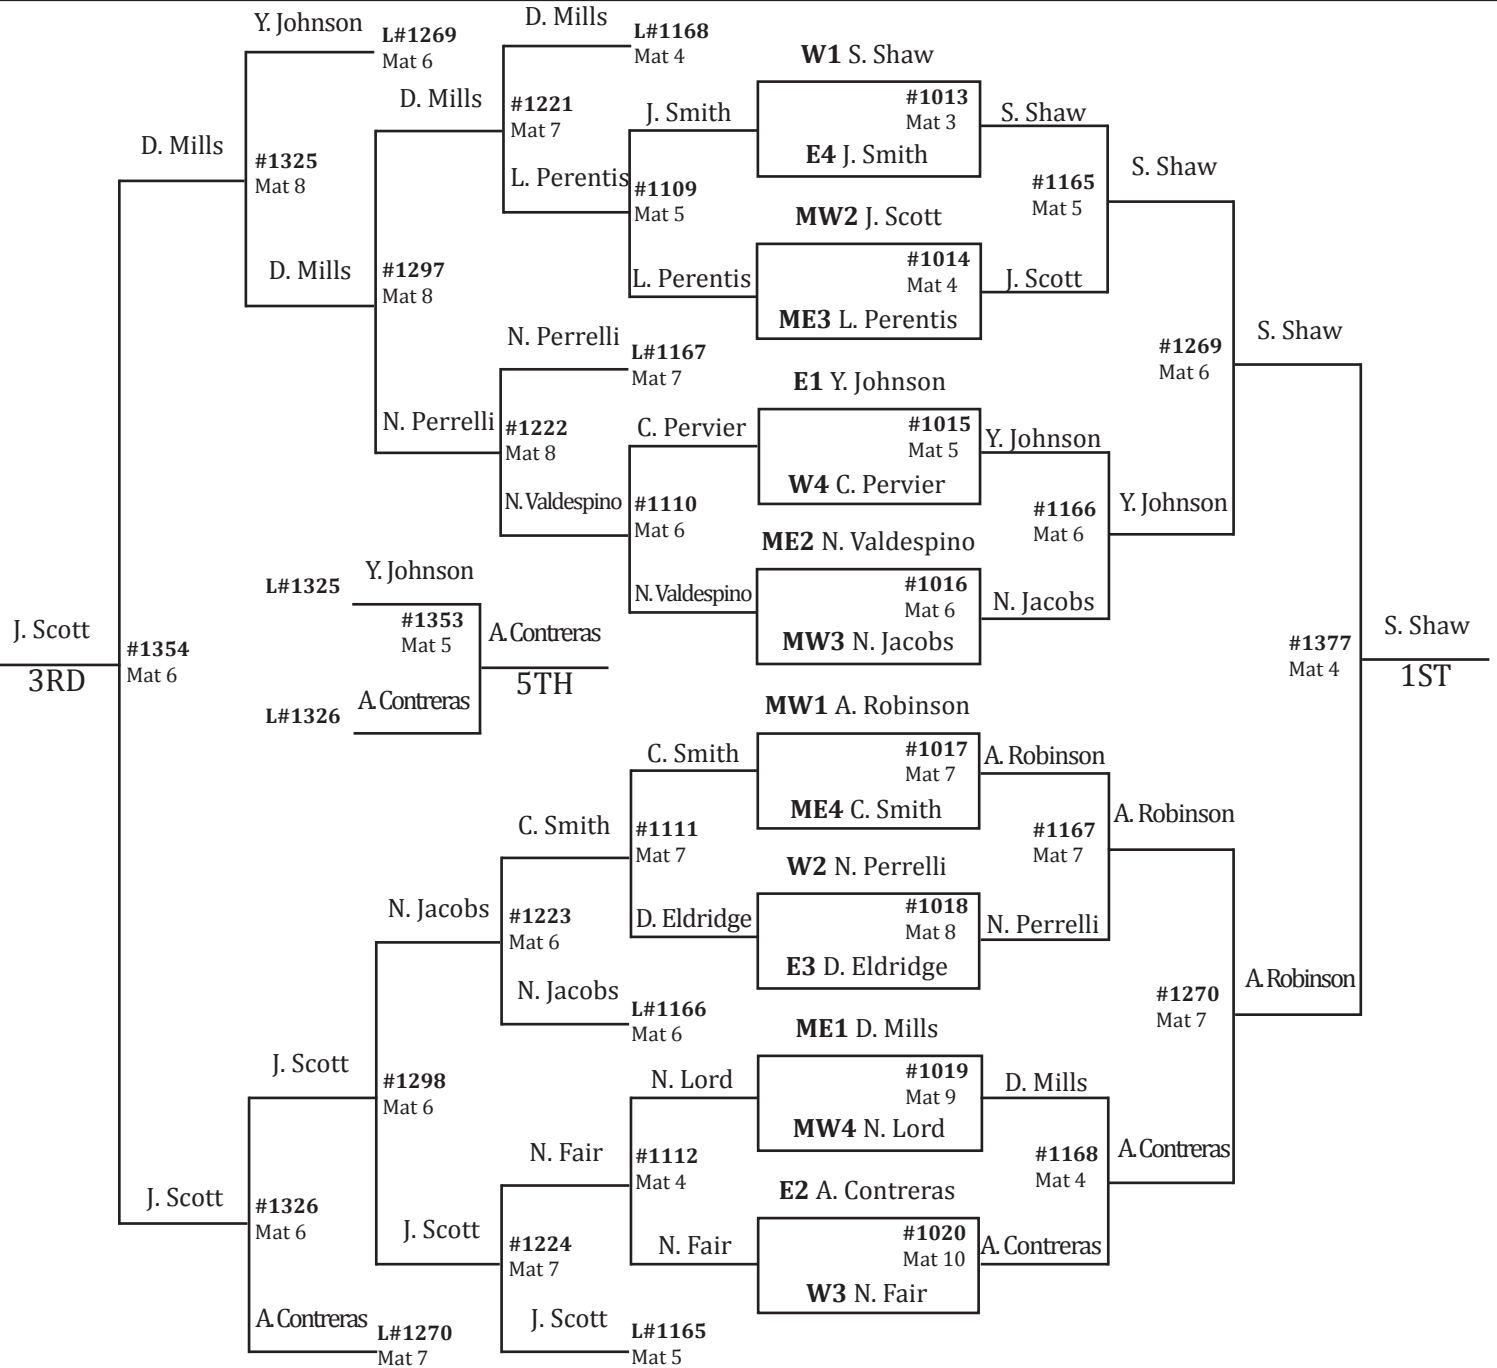 Y. Johnson
L#1269
Mat 6
D. Mills
L#1168
Mat 4
W1 S. Shaw
D. Mills
#1221
Mat 7
J. Smith
#1013
Mat 3
S. Shaw
D. Mills
#1325
Mat 8
L. Perentis
#1109
Mat 5
E4 J. Smith
#1165
Mat 5
S. Shaw
MW2 J. Scott
D. Mills
#1297
Mat 8
L. Perentis
#1014
Mat 4
J. Scott
ME3 L. Perentis
N. Perrelli
L#1167
Mat 7
#1269
Mat 6
S. Shaw
E1 Y. Johnson
N. Perrelli
#1222
Mat 8
C. Pervier
#1015
Mat 5
Y. Johnson
N. Valdespino
#1110
Mat 6
W4 C. Pervier
#1166
Mat 6
Y. Johnson
ME2 N. Valdespino
L#1325
Y. Johnson
N. Valdespino
#1016
Mat 6
N. Jacobs
J. Scott
3RD
#1354
Mat 6
#1353
Mat 5
A. Contreras
5TH
MW3 N. Jacobs
#1377
Mat 4
S. Shaw
1ST
L#1326
A. Contreras
MW1 A. Robinson
C. Smith
#1017
Mat 7
A. Robinson
C. Smith
#1111
Mat 7
ME4 C. Smith
#1167
Mat 7
A. Robinson
W2 N. Perrelli
N. Jacobs
#1223
Mat 6
D. Eldridge
#1018
Mat 8
N. Perrelli
E3 D. Eldridge
N. Jacobs
L#1166
Mat 6
#1270
Mat 7
A. Robinson
ME1 D. Mills
J. Scott
#1298
Mat 6
N. Lord
#1019
Mat 9
D. Mills
N. Fair
#1112
Mat 4
MW4 N. Lord
#1168
Mat 4
A. Contreras
E2 A. Contreras
J. Scott
#1326
Mat 6
J. Scott
#1224
Mat 7
N. Fair
#1020
Mat 10
A. Contreras
W3 N. Fair
A. Contreras
L#1270
Mat 7
J. Scott
L#1165
Mat 5